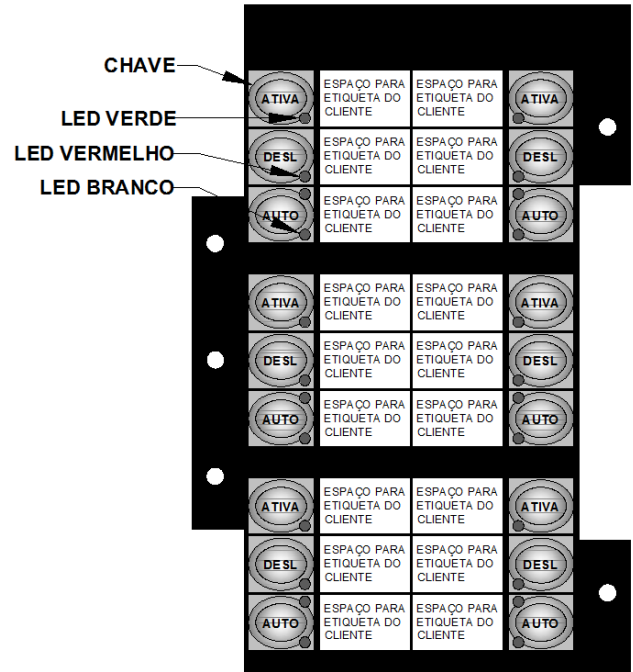 CHAVE
LED VERDE
LED VERMELHO
LED BRANCO
ATIVA
ESPAÇO PARA
ETIQUETA DO
CLIENTE
ESPAÇO PARA
ETIQUETA DO
CLIENTE
ATIVA
DESL
ESPAÇO PARA
ETIQUETA DO
CLIENTE
ESPAÇO PARA
ETIQUETA DO
CLIENTE
DESL
AUTO
ESPAÇO PARA
ETIQUETA DO
CLIENTE
ESPAÇO PARA
ETIQUETA DO
CLIENTE
AUTO
ATIVA
ESPAÇO PARA
ETIQUETA DO
CLIENTE
ESPAÇO PARA
ETIQUETA DO
CLIENTE
ATIVA
DESL
ESPAÇO PARA
ETIQUETA DO
CLIENTE
ESPAÇO PARA
ETIQUETA DO
CLIENTE
DESL
AUTO
ESPAÇO PARA
ETIQUETA DO
CLIENTE
ESPAÇO PARA
ETIQUETA DO
CLIENTE
AUTO
ATIVA
ESPAÇO PARA
ETIQUETA DO
CLIENTE
ESPAÇO PARA
ETIQUETA DO
CLIENTE
ATIVA
DESL
ESPAÇO PARA
ETIQUETA DO
CLIENTE
ESPAÇO PARA
ETIQUETA DO
CLIENTE
DESL
AUTO
ESPAÇO PARA
ETIQUETA DO
CLIENTE
ESPAÇO PARA
ETIQUETA DO
CLIENTE
AUTO